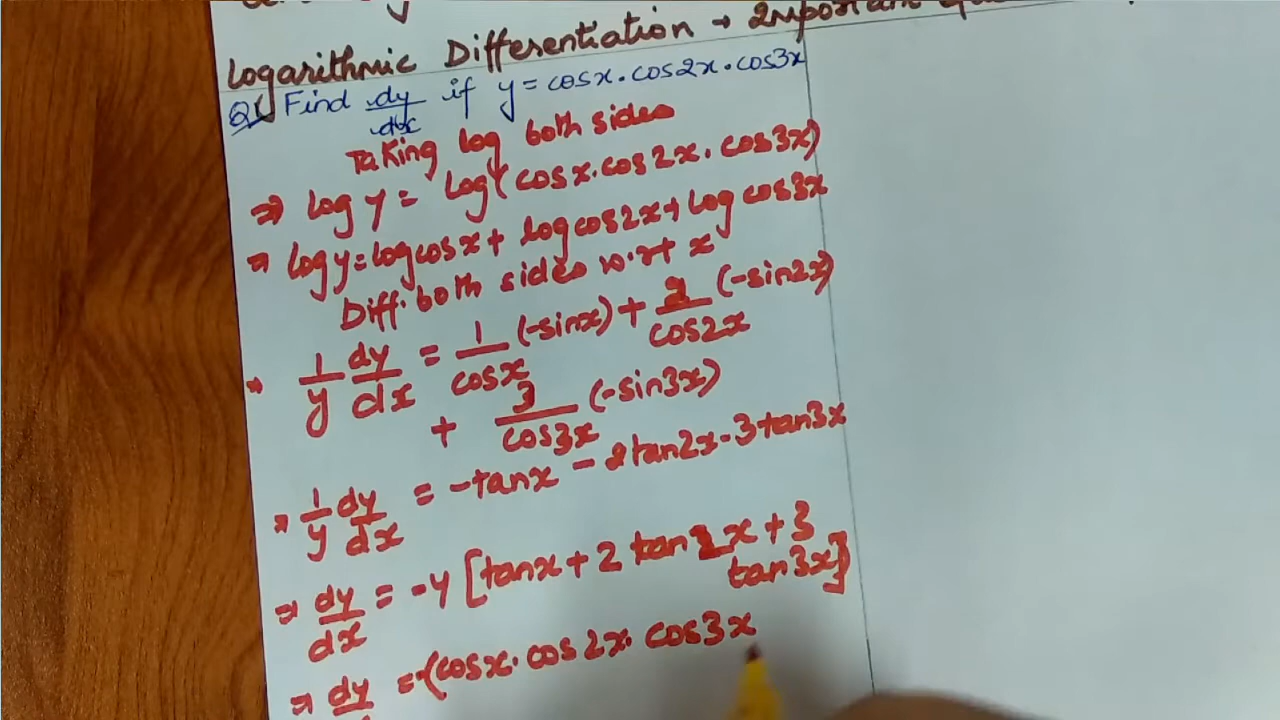 Logarithmic Differentiation → Important
Q1. Find dy/dx if y = cosx·cos2x·cos3x
Taking log both sides
⇒ log y = log(cosx·cos2x·cos3x)
⇒ log y = log cosx + log cos2x + log cos3x
Diff. both sides w.r.t x
⇒ 1/y dy/dx = 1/cosx (-sinx) + 2/cos2x (-sin2x)
+ 3/cos3x (-sin3x)
⇒ 1/y dy/dx = -tanx - 2tan2x - 3tan3x
⇒ dy/dx = -y [tanx + 2 tan2x + 3
tan3x]
⇒ dy = -(cosx·cos2x·cos3x